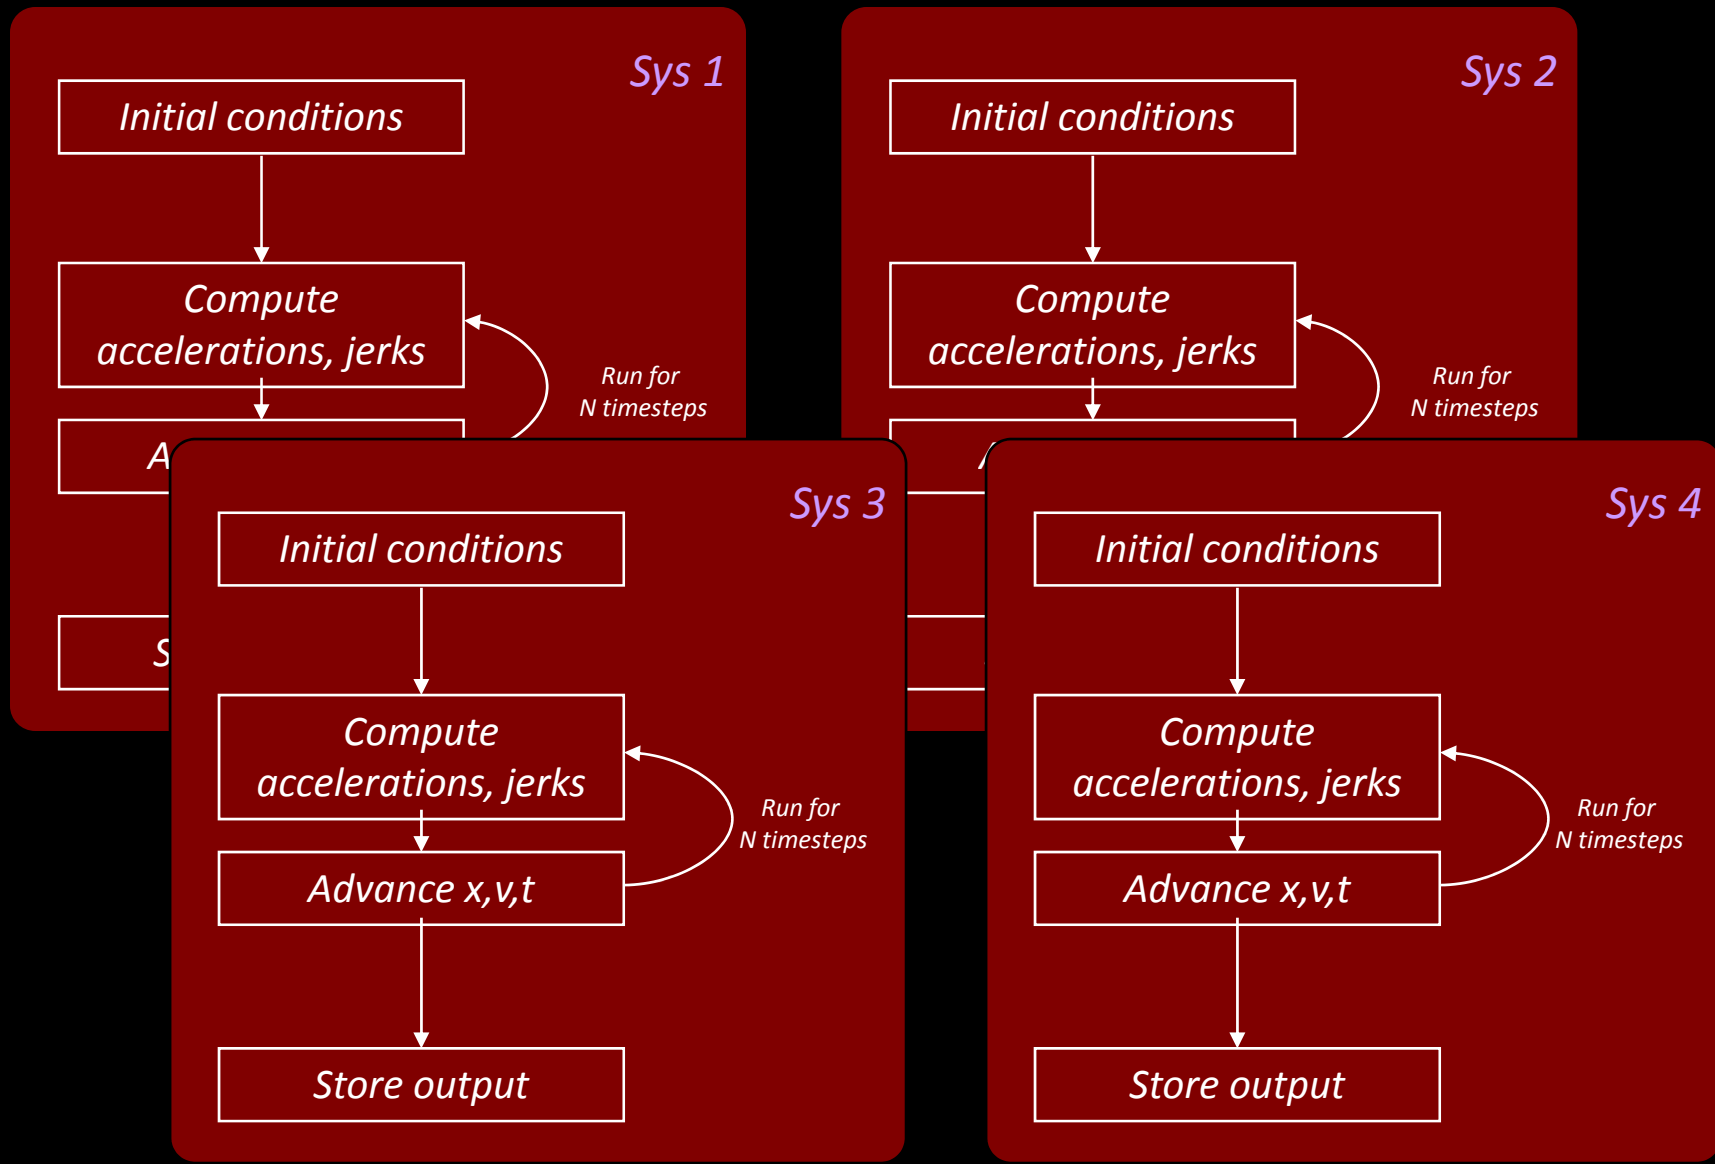 Sys 1
Initial conditions
Compute
accelerations, jerks
Run for
N timesteps
Sys 2
Initial conditions
Compute
accelerations, jerks
Run for
N timesteps
Sys 3
Initial conditions
Compute
accelerations, jerks
Run for
N timesteps
Advance x,v,t
Store output
Sys 4
Initial conditions
Compute
accelerations, jerks
Run for
N timesteps
Advance x,v,t
Store output